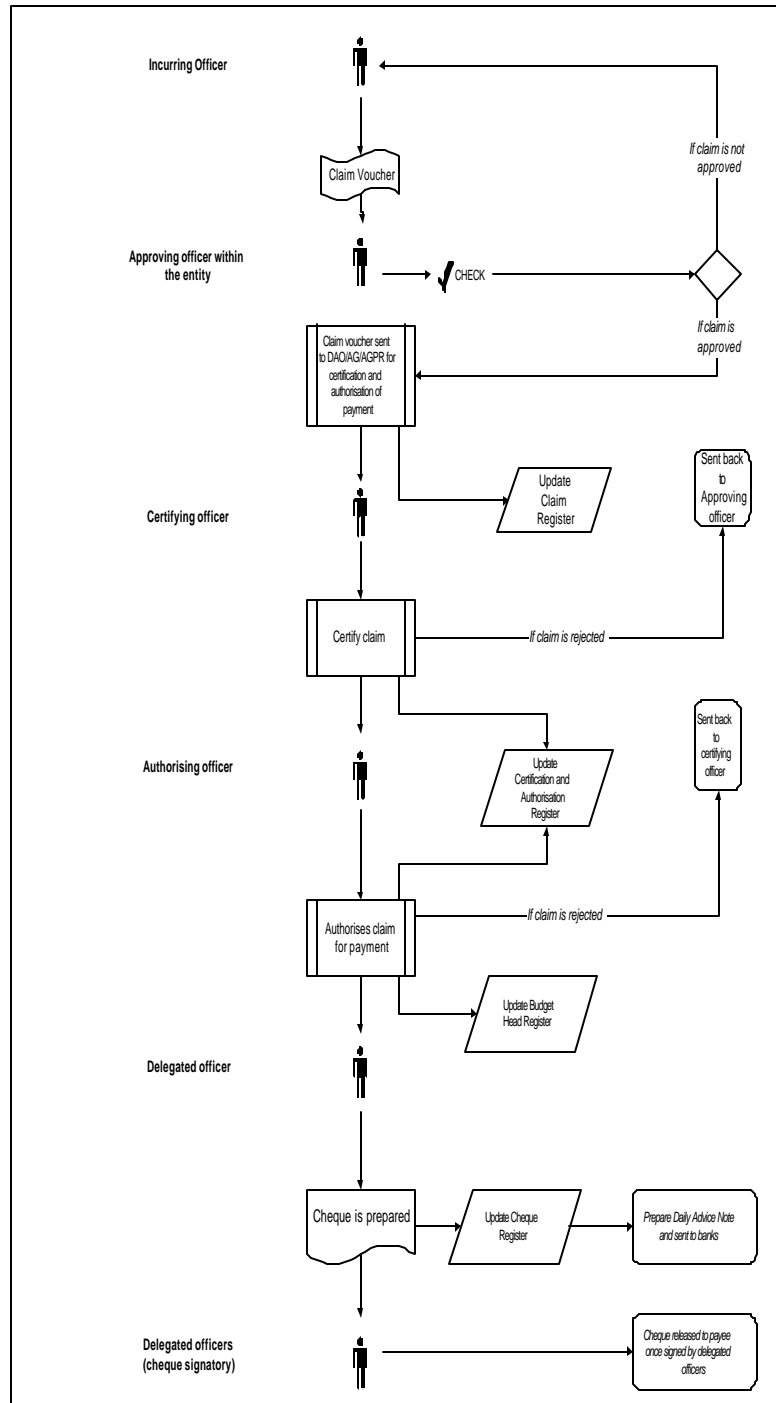 Incurring Officer
If claim is not
approved
Claim Voucher
Approving officer within
the entity
CHECK
If claim is
approved
Claim voucher sent
to DAO/AG/AGPR for
certification and
authorisation of
payment
Update
Claim
Register
Sent back
to
Approving
officer
Certifying officer
Certify claim
If claim is rejected
Sent back
to
certifying
officer
Authorising officer
Update
Certification and
Authorisation
Register
Authorises claim
for payment
If claim is rejected
Update Budget
Head Register
Delegated officer
Cheque is prepared
Update Cheque
Register
Prepare Daily Advice Note
and sent to banks
Delegated officers
(cheque signatory)
Cheque released to payee
once signed by delegated
officers